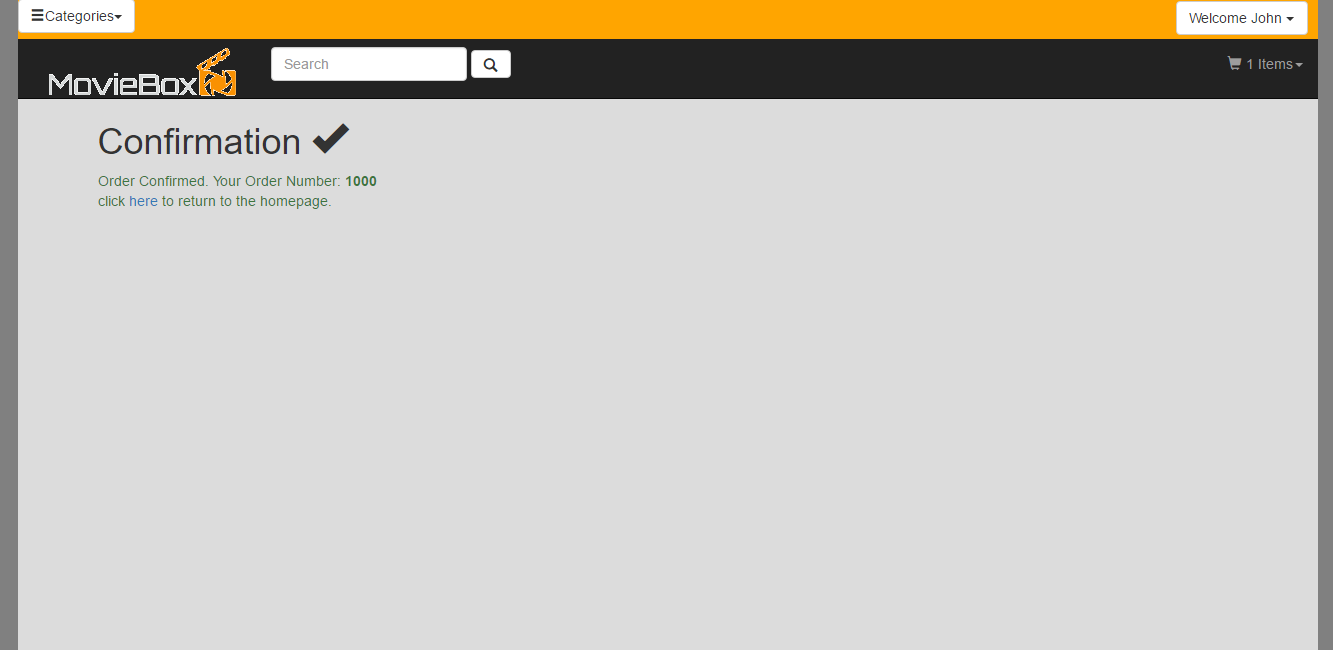 Categories
Welcome John
MovieBox
Search
1 Items
Confirmation
Order Confirmed. Your Order Number: 1000
click here to return to the homepage.